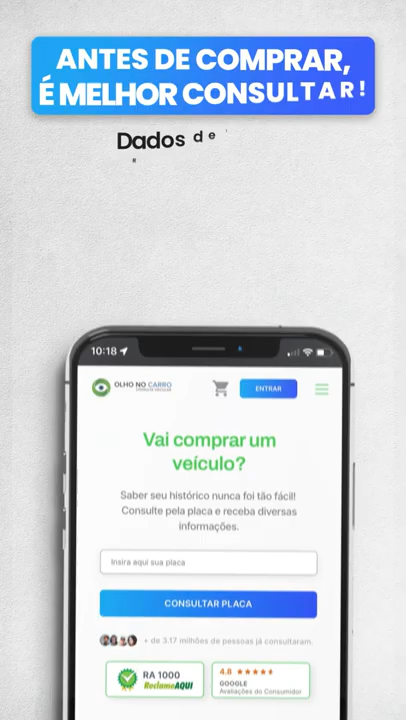 ANTES DE COMPRAR,
É MELHOR CONSULTAR!
Dados de
10:18
OLHO NO CARRO
CONSULTA VEICULAR
ENTRAR
Vai comprar um
veículo?
Saber seu histórico nunca foi tão fácil!
Consulte pela placa e receba diversas
informações.
Insira aqui sua placa
CONSULTAR PLACA
+ de 3.17 milhões de pessoas já consultaram.
RA 1000
ReclameAQUI
4.8
GOOGLE
Avaliações do Consumidor